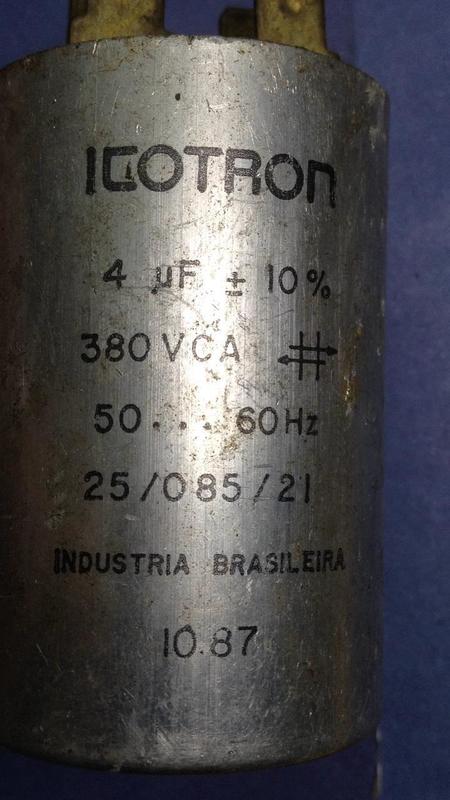 ICOTRON
4 µF ± 10%
380 VCA
50... 60Hz
25/085/21
INDUSTRIA BRASILEIRA
10.87